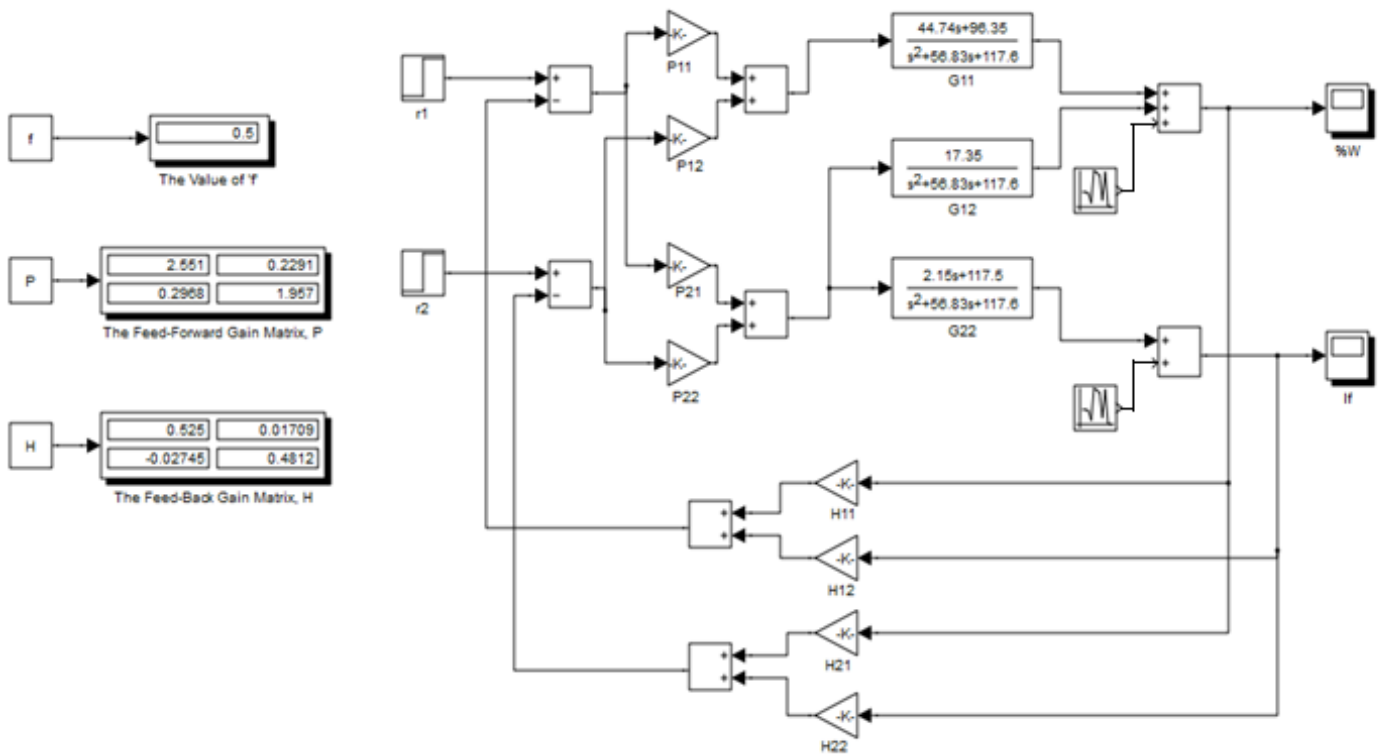 f
0.5
The Value of 'f'
P
2.551 0.2291
0.2968 1.957
The Feed-Forward Gain Matrix, P
H
0.525 0.01709
-0.02745 0.4812
The Feed-Back Gain Matrix, H
r1
r2
+
−
+
−
-K-
P11
-K-
P12
-K-
P21
-K-
P22
+
+
+
+
44.74s+96.35
s2+56.83s+117.6
G11
17.35
s2+56.83s+117.6
G12
2.15s+117.5
s2+56.83s+117.6
G22
+
+
+
+
+
%W
If
-K-
H11
-K-
H12
-K-
H21
-K-
H22
+
+
+
+